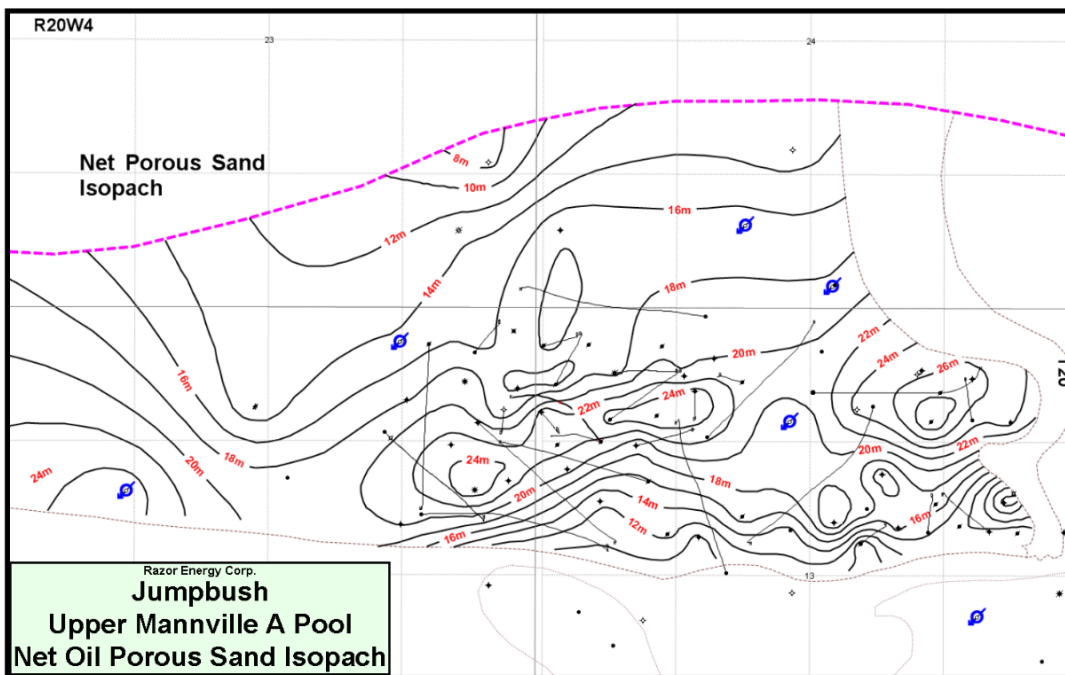 R20W4
23
24
Net Porous Sand
Isopach
8m
10m
12m
14m
16m
18m
20m
22m
24m
26m
16m
18m
20m
24m
22m
24m
22m
20m
24m
20m
18m
14m
12m
16m
16m
13
Razor Energy Corp.
Jumpbush
Upper Mannville A Pool
Net Oil Porous Sand Isopach